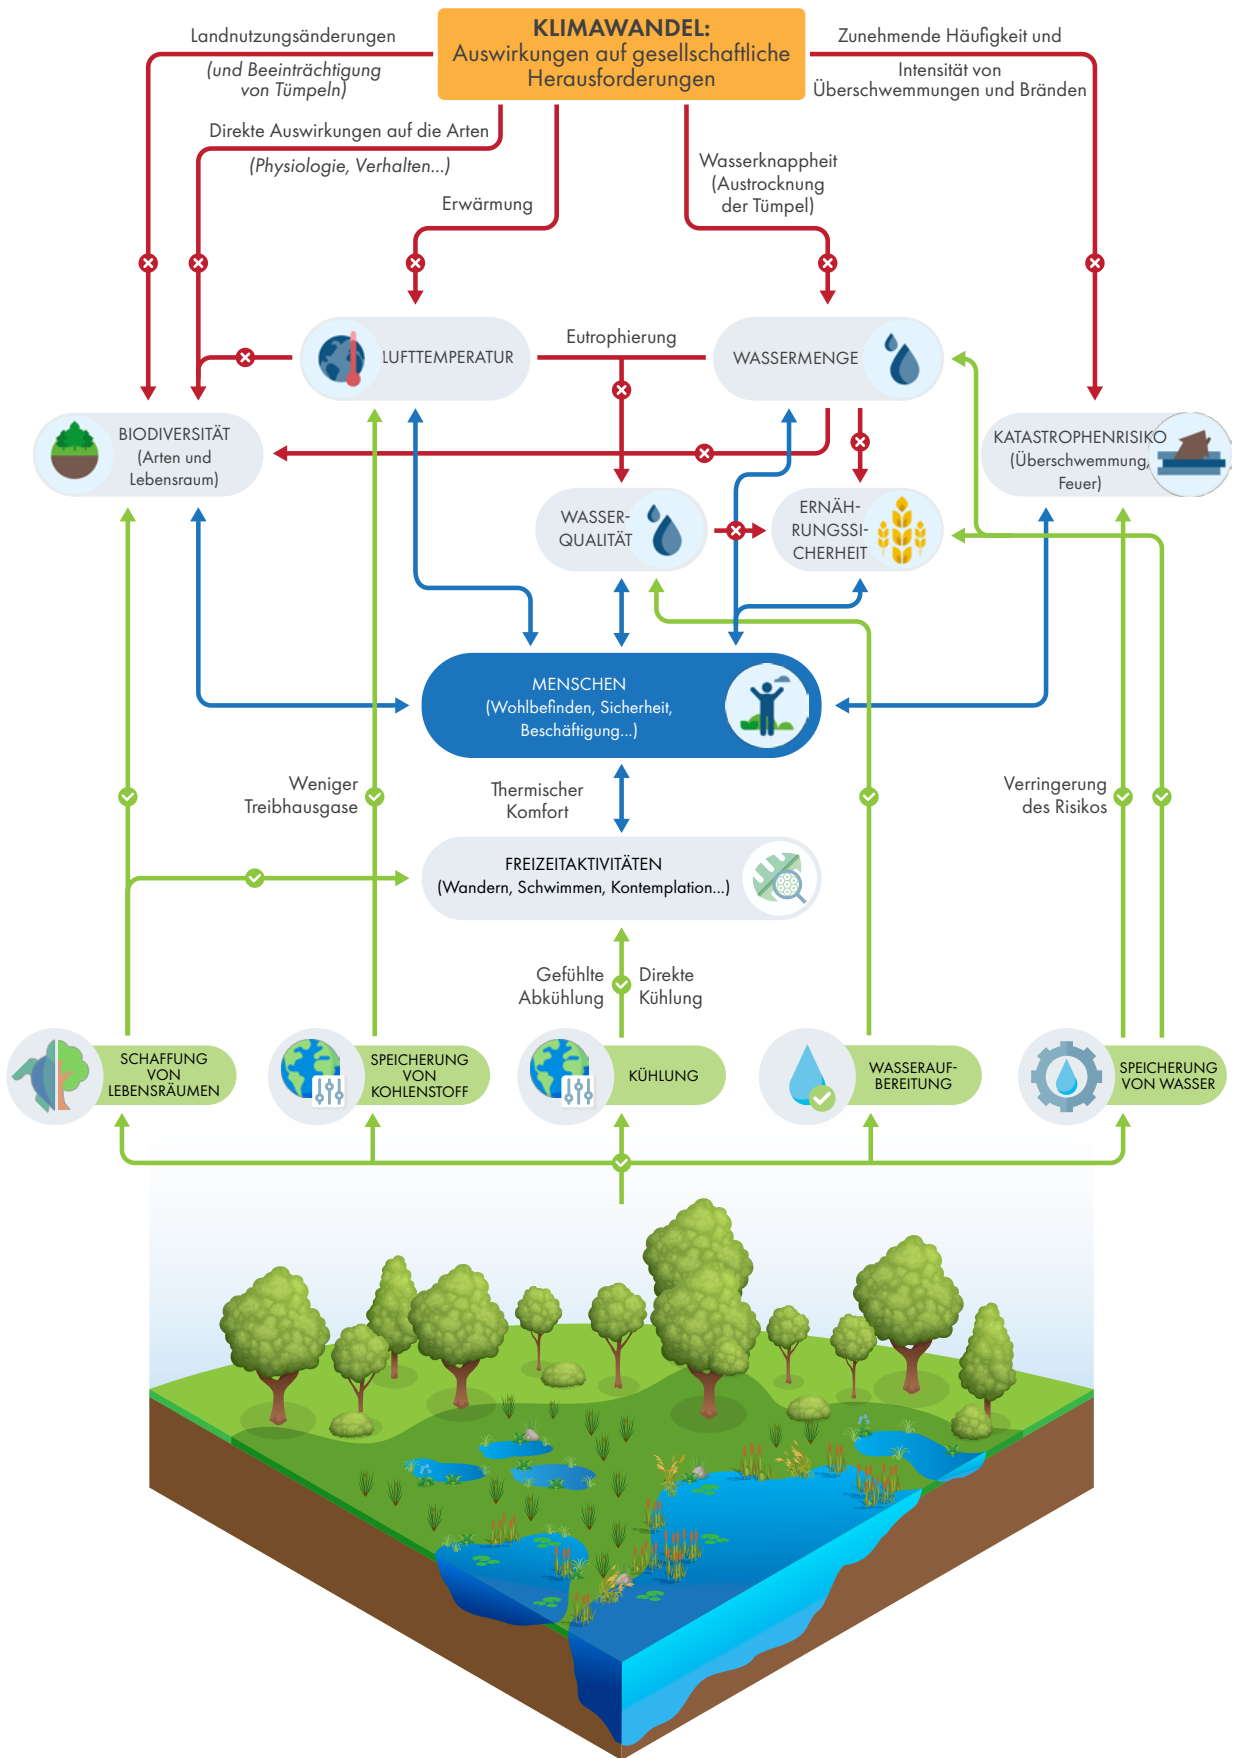 KLIMAWANDEL:
Auswirkungen auf gesellschaftliche
Herausforderungen
Landnutzungsänderungen
(und Beeinträchtigung
von Tümpeln)
Zunehmende Häufigkeit und
Intensität von
Überschwemmungen und Bränden
Direkte Auswirkungen auf die Arten
(Physiologie, Verhalten...)
Wasserknappheit
(Austrocknung
der Tümpel)
Erwärmung
LUFTTEMPERATUR
Eutrophierung
WASSERMENGE
BIODIVERSITÄT
(Arten und
Lebensraum)
KATASTROPHENRISIKO
(Überschwemmung,
Feuer)
WASSER-
QUALITÄT
ERNÄH-
RUNGSSI-
CHERHEIT
MENSCHEN
(Wohlbefinden, Sicherheit,
Beschäftigung...)
Weniger
Treibhausgase
Thermischer
Komfort
Verringerung
des Risikos
FREIZEITAKTIVITÄTEN
(Wandern, Schwimmen, Kontemplation...)
Gefühlte
Abkühlung
Direkte
Kühlung
SCHAFFUNG
VON
LEBENSRÄUMEN
SPEICHERUNG
VON
KOHLENSTOFF
KÜHLUNG
WASSERAUF-
BEREITUNG
SPEICHERUNG
VON WASSER